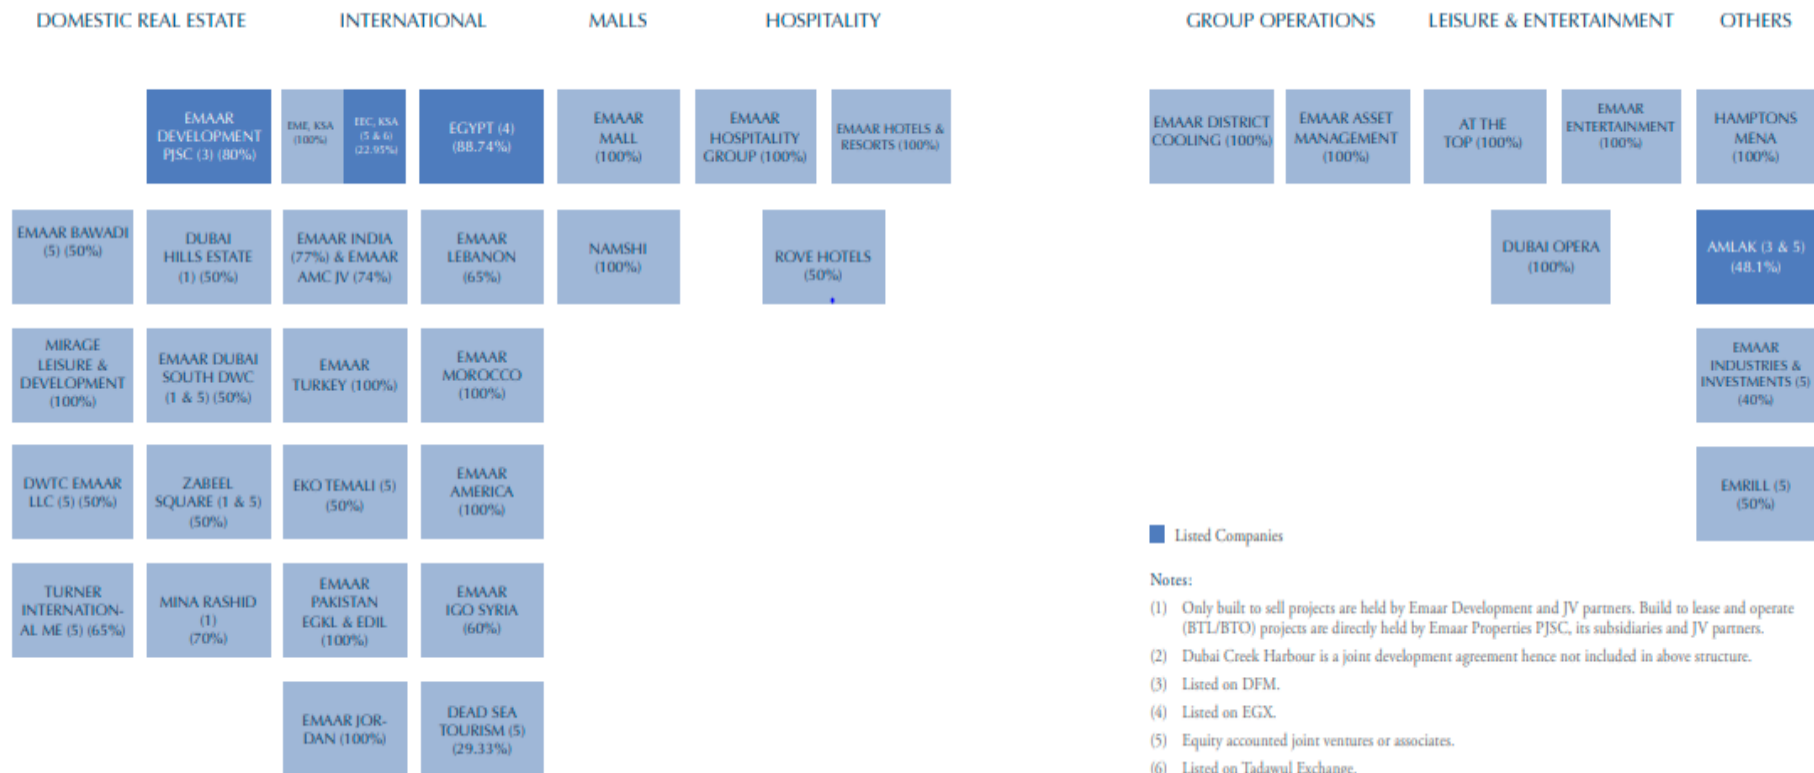 DOMESTIC REAL ESTATE
INTERNATIONAL
MALLS
HOSPITALITY
GROUP OPERATIONS
LEISURE & ENTERTAINMENT
OTHERS
EMAAR
DEVELOPMENT
PJSC (3) (80%)
EME, KSA
(100%)
EEC, KSA
(5 & 6)
(22.95%)
EGYPT (4)
(88.74%)
EMAAR
MALL
(100%)
EMAAR
HOSPITALITY
GROUP (100%)
EMAAR HOTELS &
RESORTS (100%)
EMAAR DISTRICT
COOLING (100%)
EMAAR ASSET
MANAGEMENT
(100%)
AT THE
TOP (100%)
EMAAR
ENTERTAINMENT
(100%)
HAMPTONS
MENA
(100%)
EMAAR BAWADI
(5) (50%)
DUBAI
HILLS ESTATE
(1) (50%)
EMAAR INDIA
(77%) & EMAAR
AMC JV (74%)
EMAAR
LEBANON
(65%)
NAMSHI
(100%)
ROVE HOTELS
(50%)
DUBAI OPERA
(100%)
AMLAK (3 & 5)
(48.1%)
MIRAGE
LEISURE &
DEVELOPMENT
(100%)
EMAAR DUBAI
SOUTH DWC
(1 & 5) (50%)
EMAAR
TURKEY (100%)
EMAAR
MOROCCO
(100%)
EMAAR
INDUSTRIES &
INVESTMENTS (5)
(40%)
DWTC EMAAR
LLC (5) (50%)
ZABEEL
SQUARE (1 & 5)
(50%)
EKO TEMALI (5)
(50%)
EMAAR
AMERICA
(100%)
EMRILL (5)
(50%)
TURNER
INTERNATION-
AL ME (5) (65%)
MINA RASHID
(1)
(70%)
EMAAR
PAKISTAN
EGKL & EDIL
(100%)
EMAAR
IGO SYRIA
(60%)
EMAAR JOR-
DAN (100%)
DEAD SEA
TOURISM (5)
(29.33%)
Listed Companies
Notes:
(1) Only built to sell projects are held by Emaar Development and JV partners. Build to lease and operate
(BTL/BTO) projects are directly held by Emaar Properties PJSC, its subsidiaries and JV partners.
(2) Dubai Creek Harbour is a joint development agreement hence not included in above structure.
(3) Listed on DFM.
(4) Listed on EGX.
(5) Equity accounted joint ventures or associates.
(6) Listed on Tadawul Exchange.